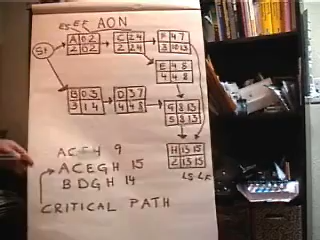 ES EF AON
St
A 0 2
2 0 2
C 2 4
2 2 4
F 4 7
3 10 13
E 4 8
4 4 8
B 0 3
3 1 4
D 3 7
4 4 8
G 8 13
5 8 13
H 13 15
2 13 15
LS LF
ACF H 9
ACEGH 15
BDGH 14
CRITICAL PATH